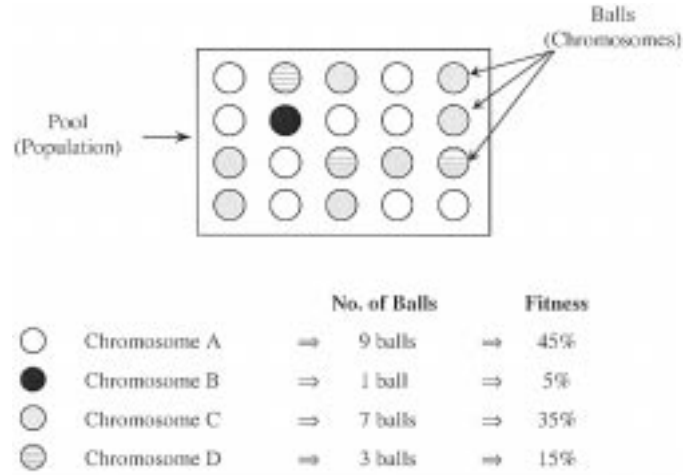 Balls
(Chromosomes)
Pool
(Population)
No. of Balls Fitness
Chromosome A ⇒ 9 balls ⇒ 45%
Chromosome B ⇒ 1 ball ⇒ 5%
Chromosome C ⇒ 7 balls ⇒ 35%
Chromosome D ⇒ 3 balls ⇒ 15%